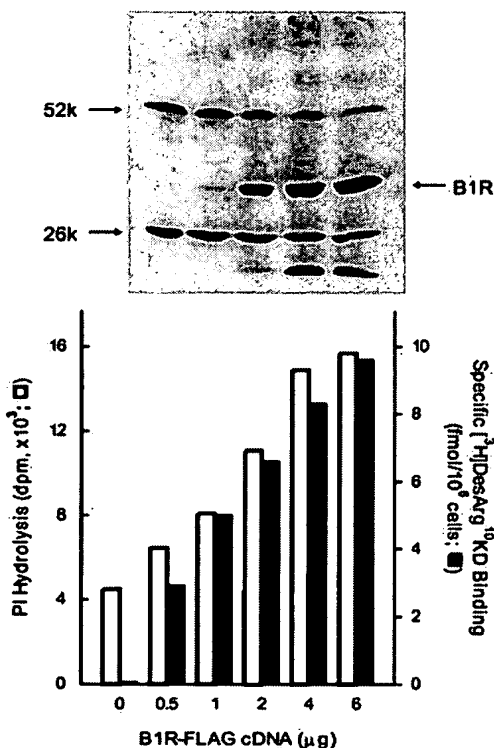 52k
B1R
26k
PI Hydrolysis (dpm, x10³; □)
16
12
8
4
0
10
8
6
4
2
0
Specific [³H]DesArg¹⁰KD Binding
(fmol/10⁶ cells; ■)
0 0.5 1 2 4 6
B1R-FLAG cDNA (µg)